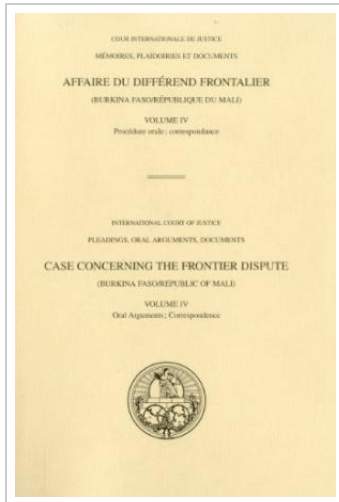 COUR INTERNATIONALE DE JUSTICE
MÉMOIRES, PLAIDOIRIES ET DOCUMENTS
AFFAIRE DU DIFFÉREND FRONTALIER
(BURKINA FASO/RÉPUBLIQUE DU MALI)
VOLUME IV
Procédure orale; correspondance
INTERNATIONAL COURT OF JUSTICE
PLEADINGS, ORAL ARGUMENTS, DOCUMENTS
CASE CONCERNING THE FRONTIER DISPUTE
(BURKINA FASO/REPUBLIC OF MALI)
VOLUME IV
Oral Arguments; Correspondence